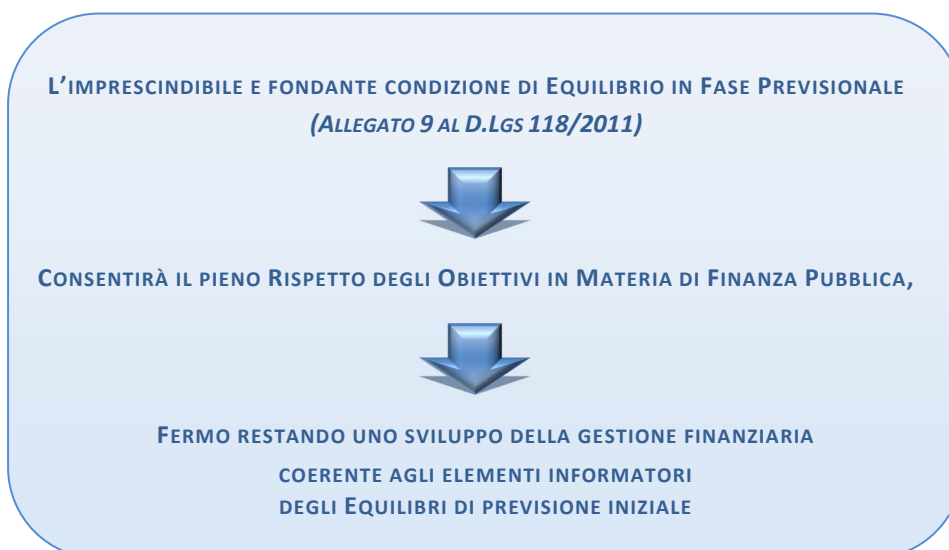 L'IMPRESCINDIBILE E FONDANTE CONDIZIONE DI EQUILIBRIO IN FASE PREVISIONALE
(ALLEGATO 9 AL D.LGS 118/2011)
CONSENTIRÀ IL PIENO RISPETTO DEGLI OBIETTIVI IN MATERIA DI FINANZA PUBBLICA,
FERMO RESTANDO UNO SVILUPPO DELLA GESTIONE FINANZIARIA
COERENTE AGLI ELEMENTI INFORMATORI
DEGLI EQUILIBRI DI PREVISIONE INIZIALE